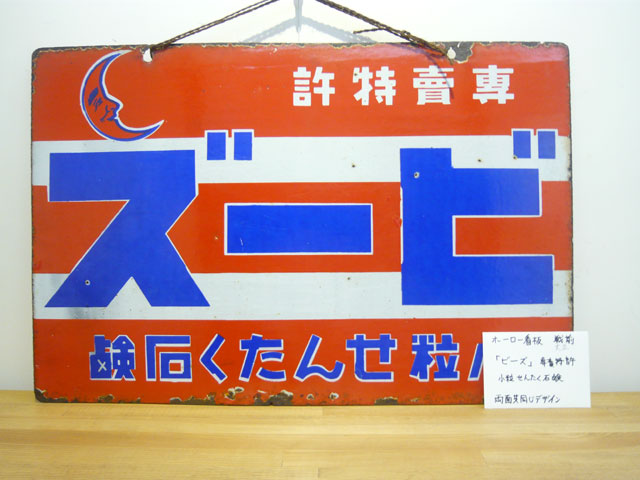 專賣特許
ビーズ
小粒せんたく石鹸
ホーロー看板 戦前
「ビーズ」専賣特許
小粒せんたく石鹸
両面共同じデザイン